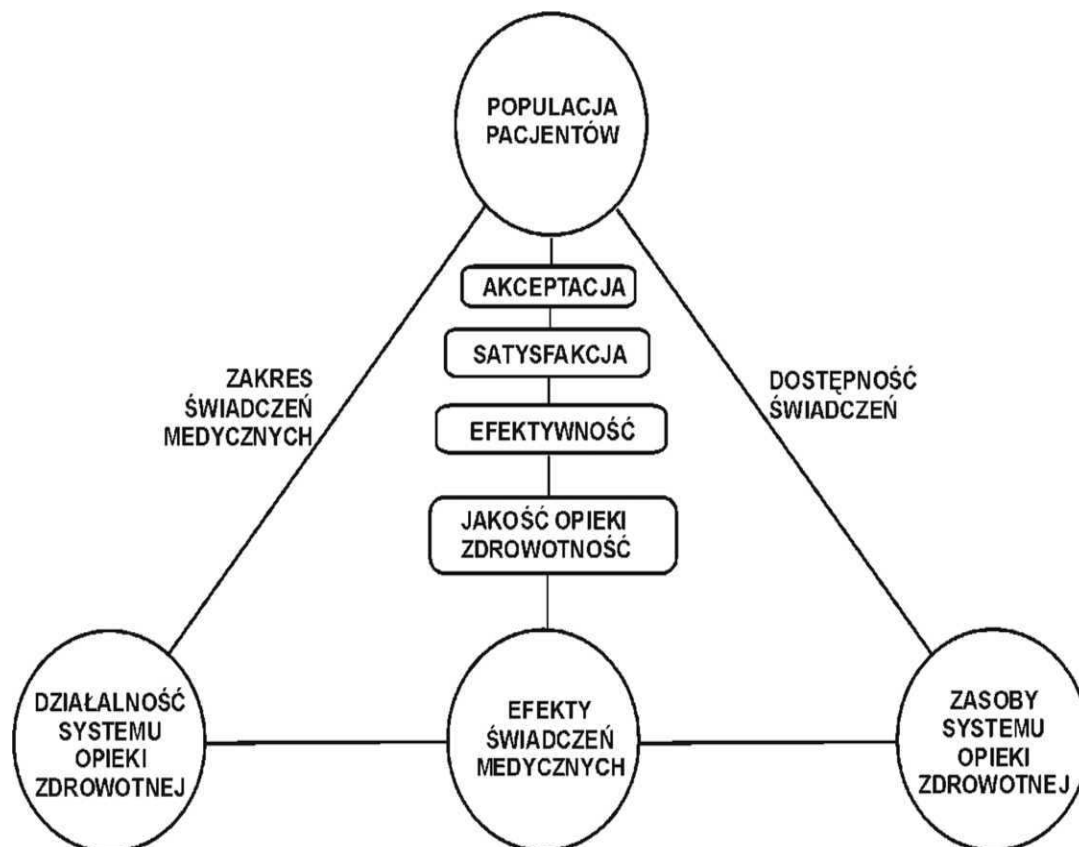 POPULACJA
PACJENTÓW
AKCEPTACJA
SATYSFAKCJA
ZAKRES
ŚWIADCZEŃ
MEDYCZNYCH
DOSTĘPNOŚĆ
ŚWIADCZEŃ
EFEKTYWNOŚĆ
JAKOŚĆ OPIEKI
ZDROWOTNOŚĆ
DZIAŁALNOŚĆ
SYSTEMU
OPIEKI
ZDROWOTNEJ
EFEKTY
ŚWIADCZEŃ
MEDYCZNYCH
ZASOBY
SYSTEMU
OPIEKI
ZDROWOTNEJ